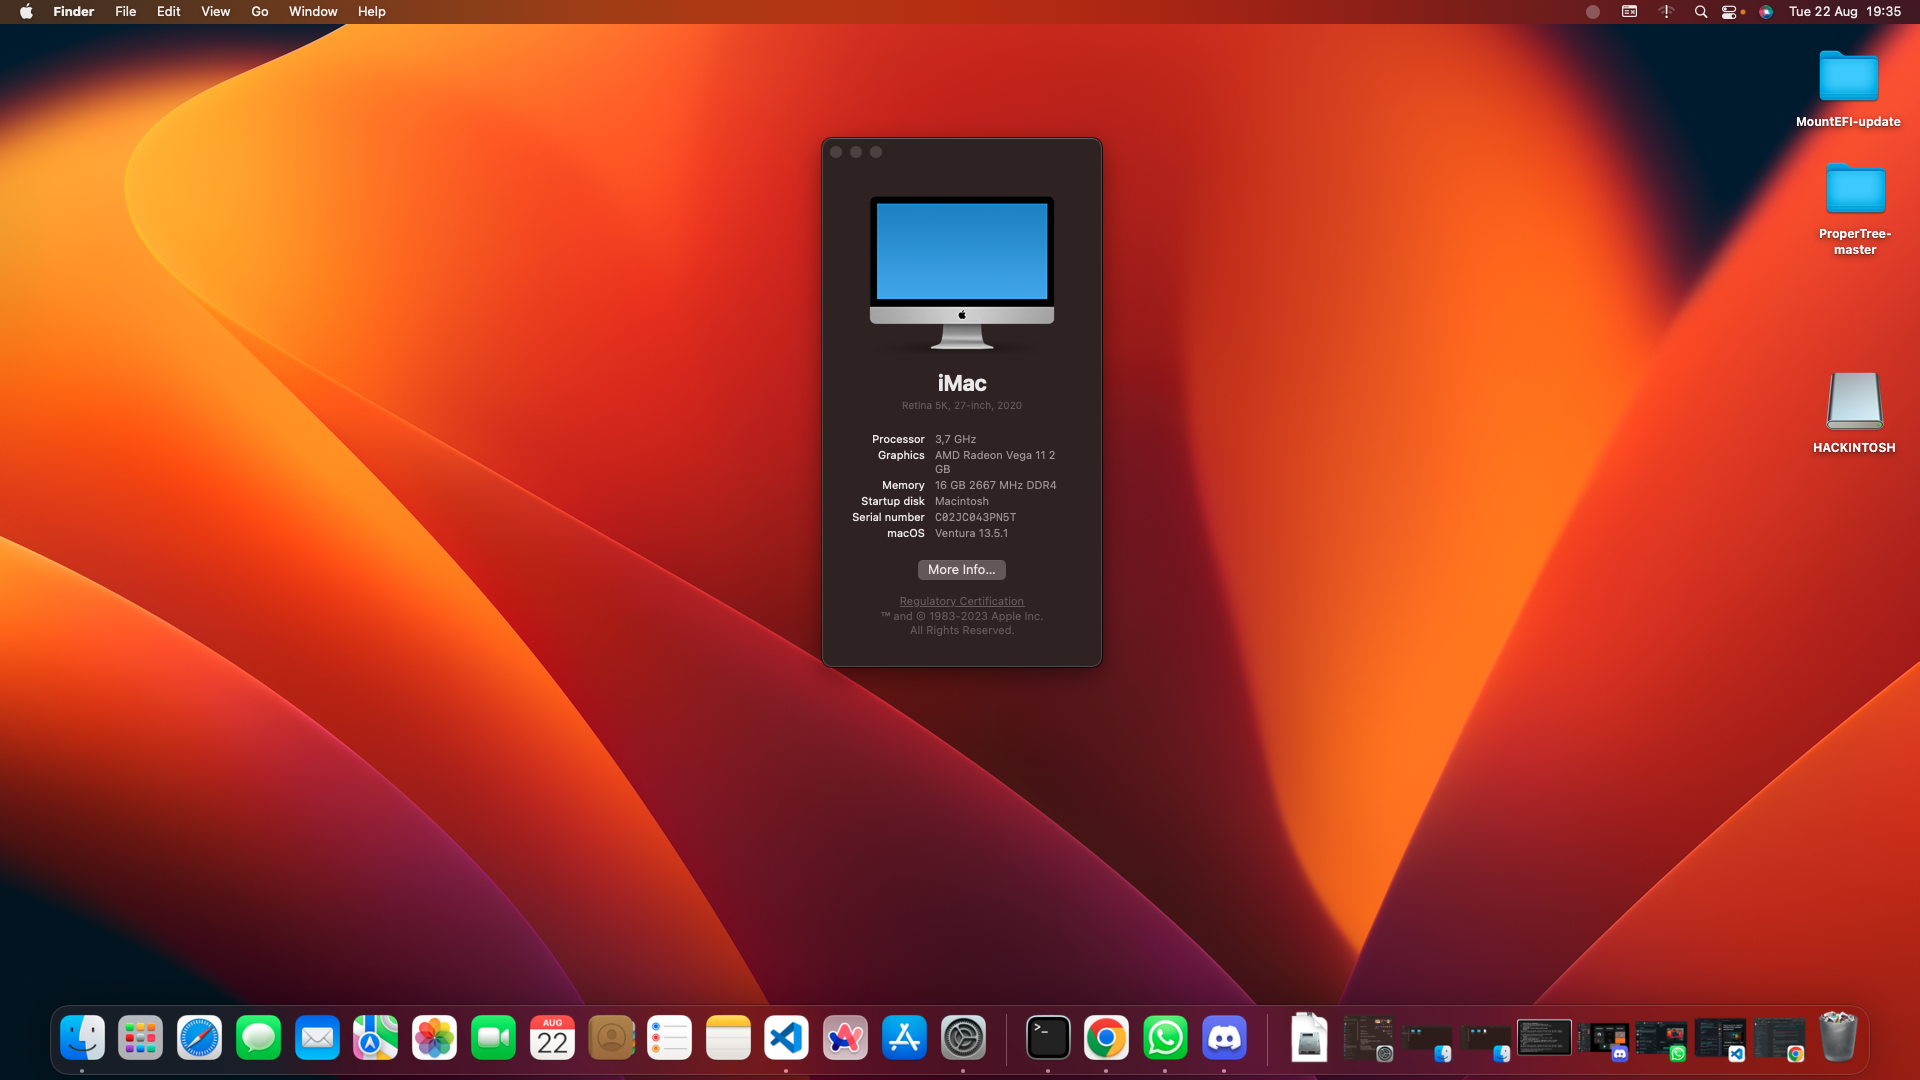 Finder File Edit View Go Window Help
Tue 22 Aug 19:35
MountEFI-update
ProperTree-
master
HACKINTOSH
iMac
Retina 5K, 27-inch, 2020
Processor 3,7 GHz
Graphics AMD Radeon Vega 11 2
GB
Memory 16 GB 2667 MHz DDR4
Startup disk Macintosh
Serial number C02JC043PN5T
macOS Ventura 13.5.1
More Info...
Regulatory Certification
™ and © 1983-2023 Apple Inc.
All Rights Reserved.
AUG
22